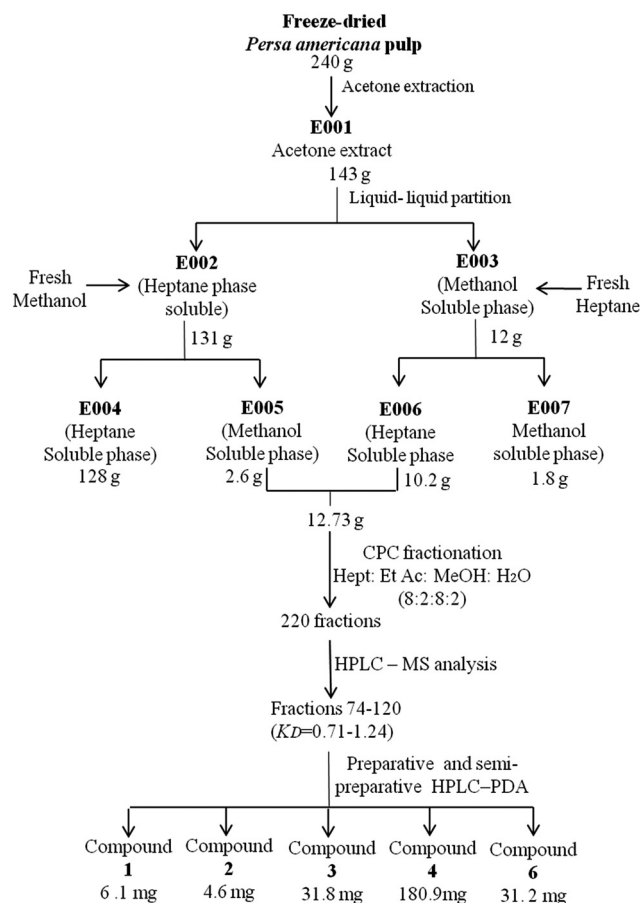 Freeze-dried
Persa americana pulp
240 g
Acetone extraction
E001
Acetone extract
143 g
Liquid- liquid partition
E002
(Heptane phase
soluble)
E003
(Methanol
Soluble phase)
Fresh
Methanol
Fresh
Heptane
131 g
12 g
E004
(Heptane
Soluble phase)
128 g
E005
(Methanol
Soluble phase)
2.6 g
E006
(Heptane
Soluble phase
10.2 g
E007
Methanol
soluble phase)
1.8 g
12.73 g
CPC fractionation
Hept: Et Ac: MeOH: H2O
(8:2:8:2)
220 fractions
HPLC – MS analysis
Fractions 74-120
(KD=0.71-1.24)
Preparative and semi-
preparative HPLC–PDA
Compound
1
6 .1 mg
Compound
2
4.6 mg
Compound
3
31.8 mg
Compound
4
180.9mg
Compound
6
31.2 mg